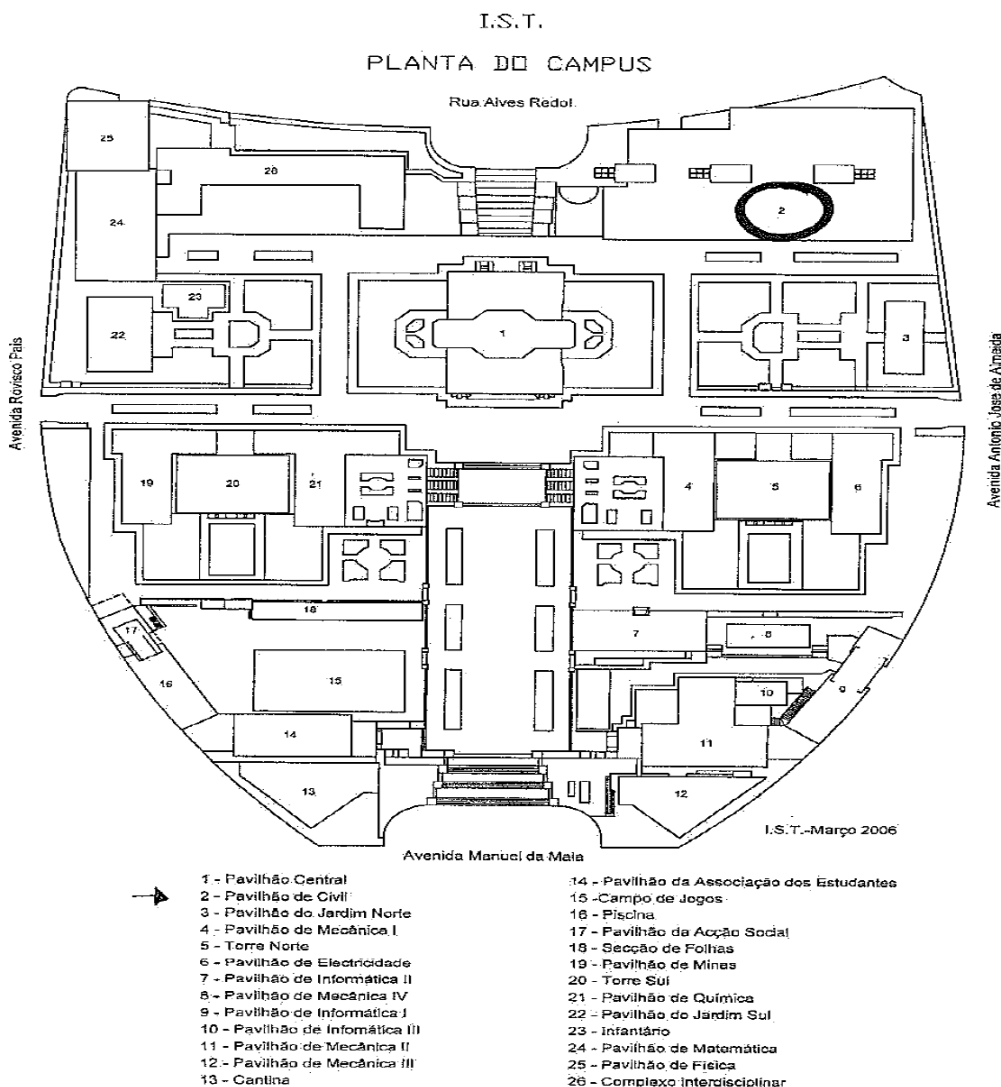 I.S.T.
PLANTA DO CAMPUS
Rua Alves Redol
25
26
24
2
23
22
1
3
Avenida Rovisco Pais
Avenida Antonio Jose de Almeida
19
20
21
4
5
6
18
17
7
8
16
15
9
10
14
11
13
12
I.S.T.-Março 2006
Avenida Manuel da Maia
1 - Pavilhão Central
2 - Pavilhão de Civil
3 - Pavilhão do Jardim Norte
4 - Pavilhão de Mecânica I
5 - Torre Norte
6 - Pavilhão de Electricidade
7 - Pavilhão de Informática II
8 - Pavilhão de Mecânica IV
9 - Pavilhão de Informática I
10 - Pavilhão de Infomática III
11 - Pavilhão de Mecânica II
12 - Pavilhão de Mecânica III
13 - Cantina
14 - Pavilhão da Associação dos Estudantes
15 - Campo de Jogos
16 - Piscina
17 - Pavilhão da Acção Social
18 - Secção de Folhas
19 - Pavilhão de Minas
20 - Torre Sul
21 - Pavilhão de Química
22 - Pavilhão do Jardim Sul
23 - Infantário
24 - Pavilhão de Matemática
25 - Pavilhão de Física
26 - Complexo Interdisciplinar